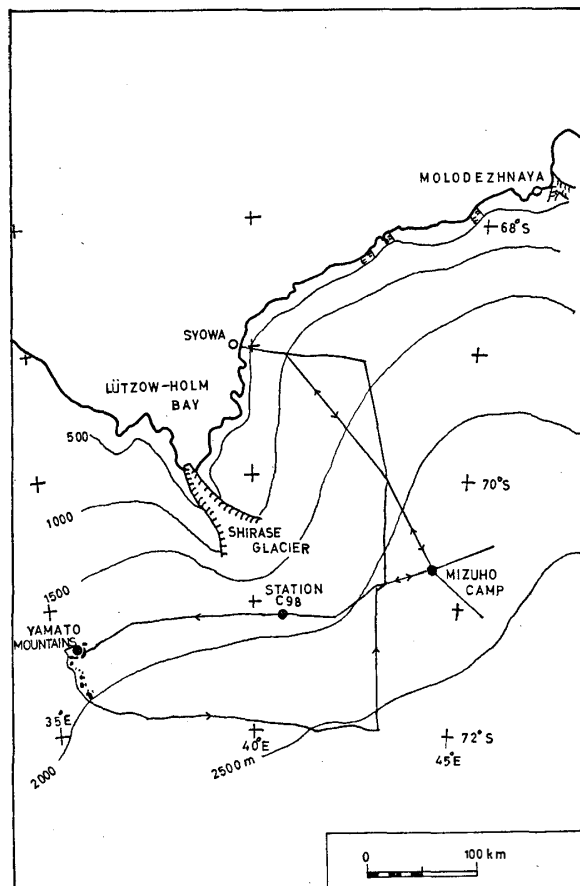 MOLODEZHNAYA
68°S
SYOWA
LÜTZOW-HOLM
BAY
500
70°S
1000
SHIRASE
GLACIER
STATION
C98
MIZUHO
CAMP
1500
YAMATO
MOUNTAINS
35°E
40°E
72°S
45°E
2000
2500 m
0 100 km